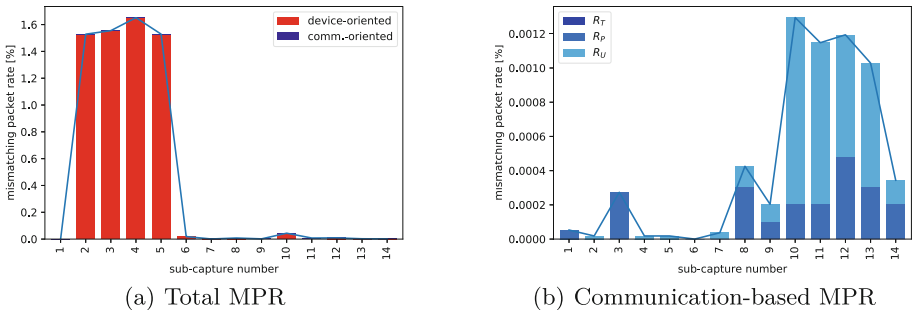 mismatching packet rate [%]
1.6
1.4
1.2
1.0
0.8
0.6
0.4
0.2
0.0
device-oriented
comm.-oriented
1 2 3 4 5 6 7 8 9 10 11 12 13 14
sub-capture number
(a) Total MPR
mismatching packet rate [%]
0.0012
0.0010
0.0008
0.0006
0.0004
0.0002
0.0000
R_T
R_P
R_U
1 2 3 4 5 6 7 8 9 10 11 12 13 14
sub-capture number
(b) Communication-based MPR